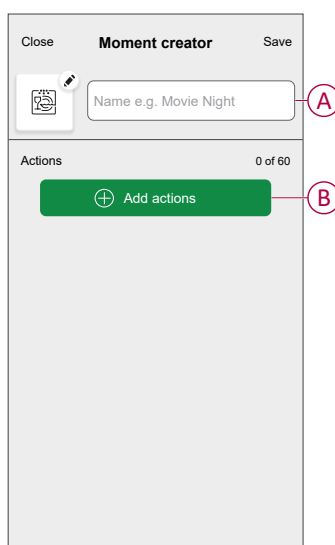 Close Moment creator Save
Name e.g. Movie Night
A
Actions 0 of 60
Add actions
B